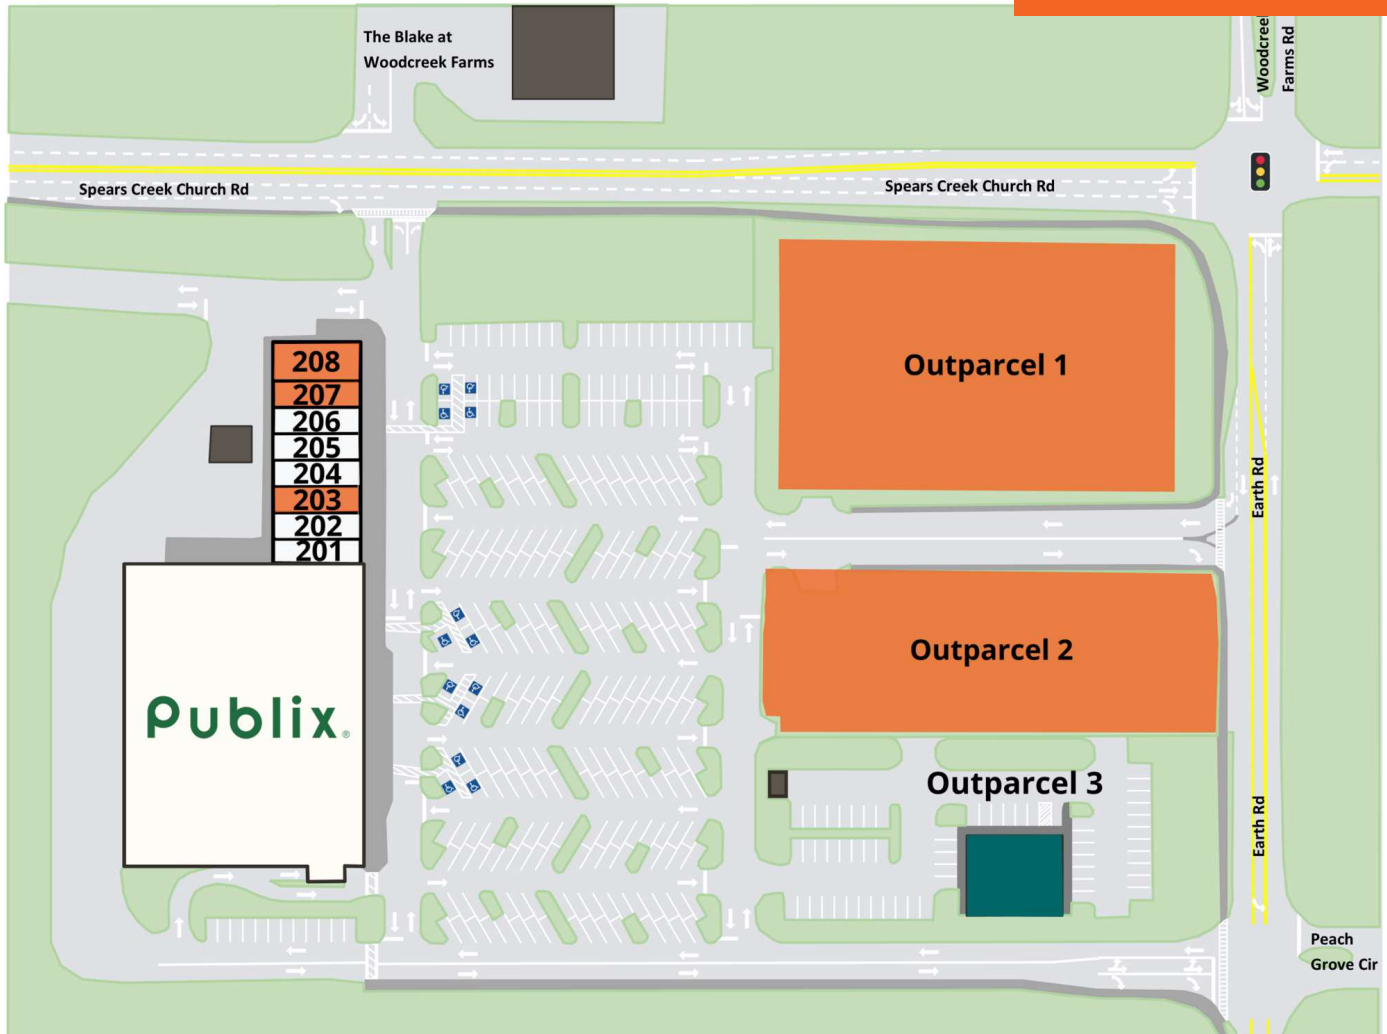 The Blake at
Woodcreek Farms
Woodcreek
Farms Rd
Spears Creek Church Rd
Spears Creek Church Rd
Outparcel 1
208
207
206
205
204
203
202
201
Earth Rd
Outparcel 2
Publix®
Outparcel 3
Earth Rd
Peach
Grove Cir